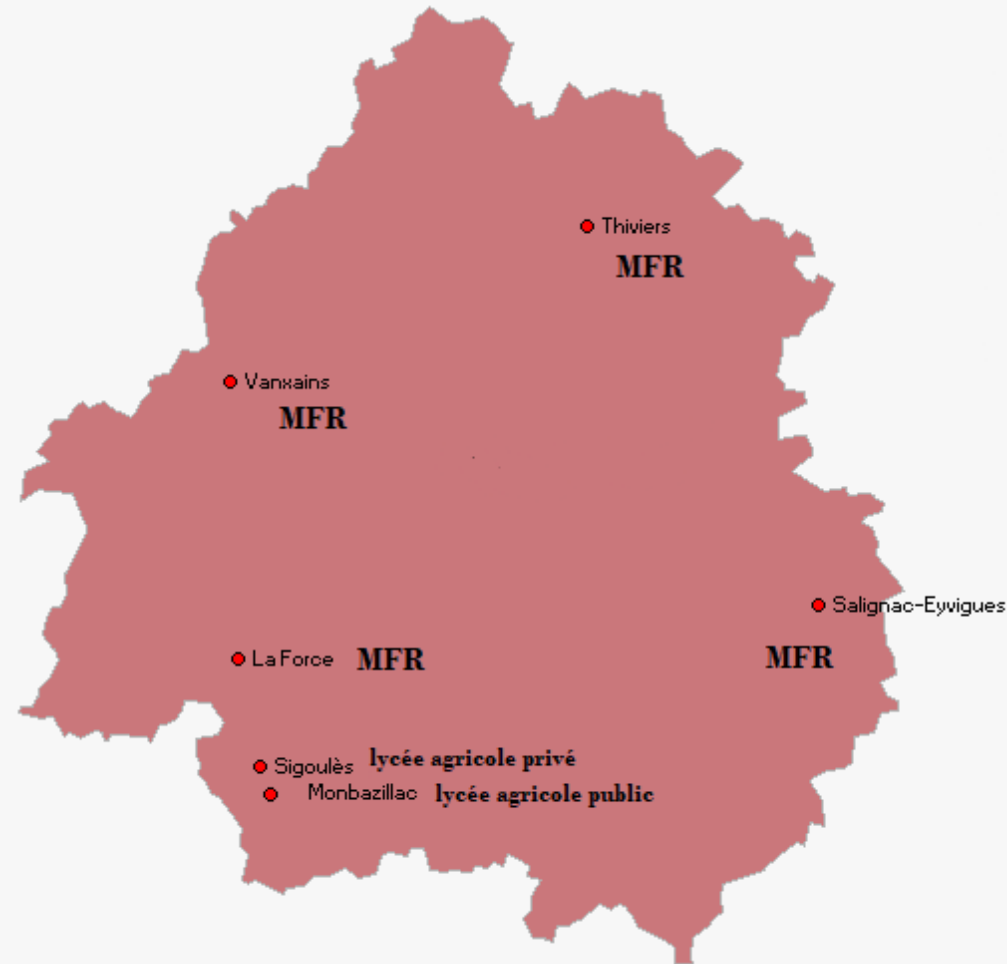 Thiviers
MFR
Vanxains
MFR
Salignac-Eyvigues
MFR
La Force MFR
Sigoulès lycée agricole privé
Monbazillac lycée agricole public